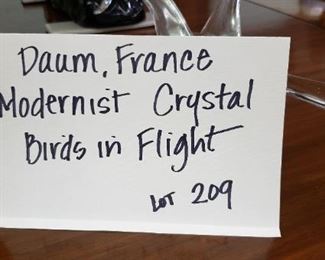 Daum, France
Modernist Crystal
Birds in Flight
LOT 209